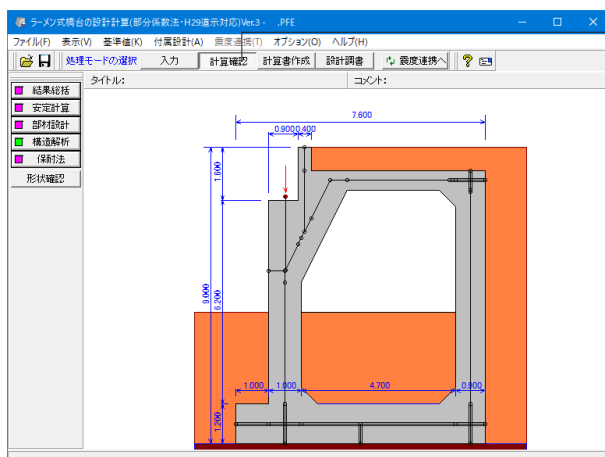 ラーメン式橋台の設計計算(部分係数法・H29道示対応)Ver.3 - .PFE
ファイル(F) 表示(V) 基準値(K) 付属設計(A) 震度連携(T) オプション(O) ヘルプ(H)
処理モードの選択 入力 計算確認 計算書作成 設計調書 震度連携へ
タイトル: コメント:
結果総括
安定計算
部材設計
構造解析
保耐法
形状確認
7.600
0.900 0.400
1.600
9.000
6.200
1.000 1.000 4.700 0.900
1.200